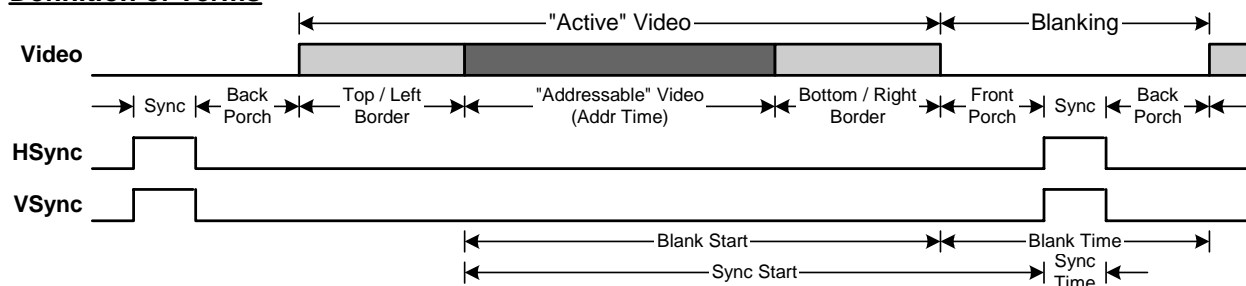 Definition of Terms
"Active" Video
Blanking
Video
Sync
Back
Porch
Top / Left
Border
"Addressable" Video
(Addr Time)
Bottom / Right
Border
Front
Porch
Sync
Back
Porch
HSync
VSync
Blank Start
Blank Time
Sync Start
Sync
Time